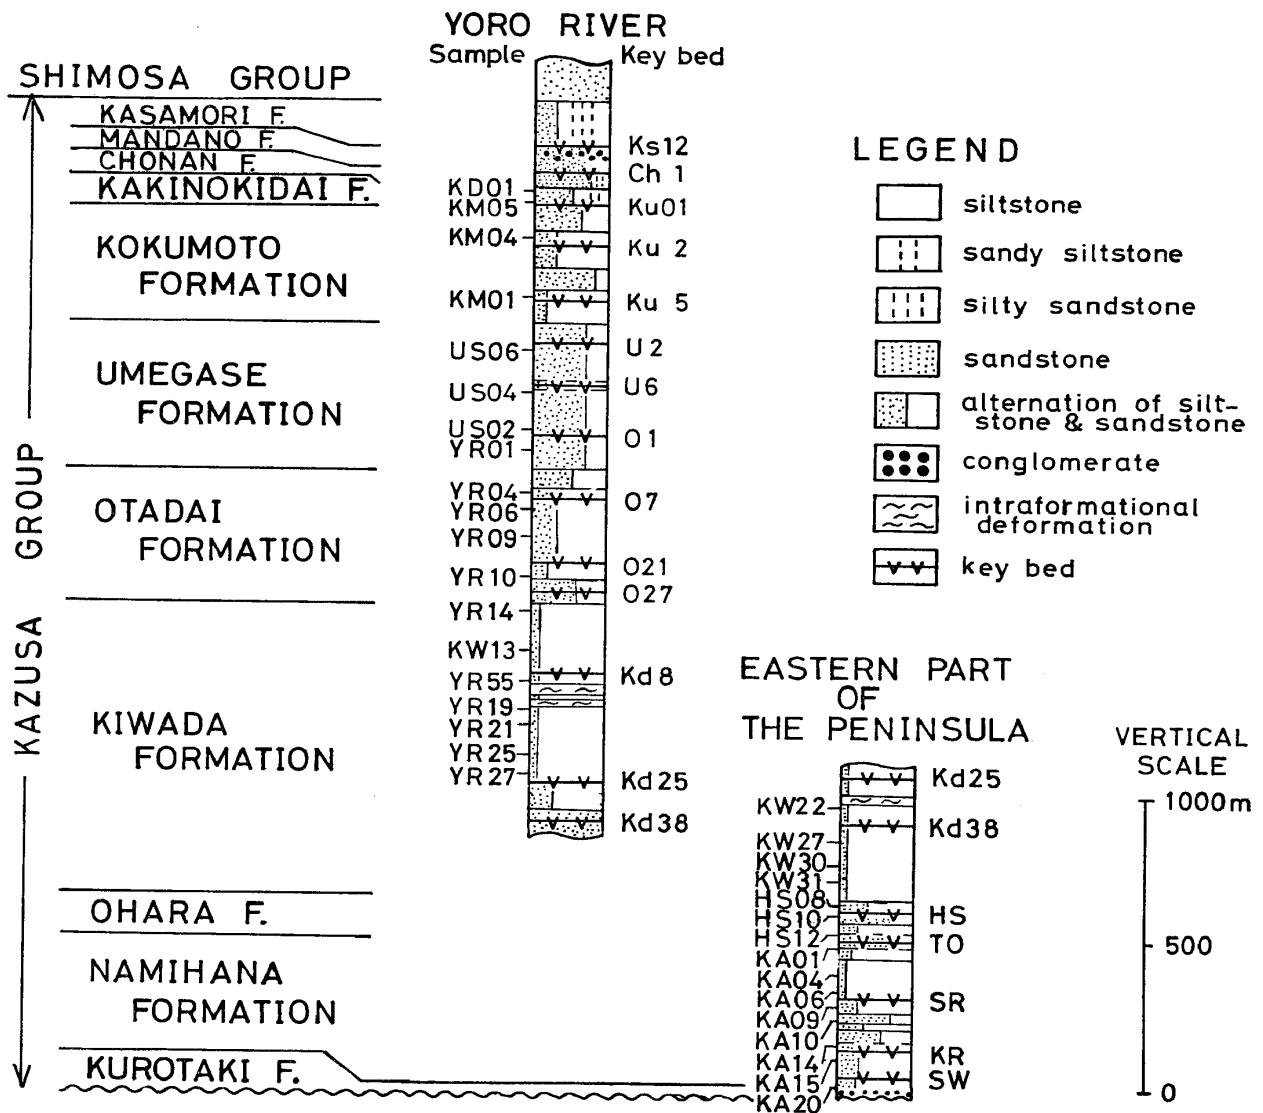 YORO RIVER
Sample Key bed
SHIMOSA GROUP
KASAMORI F.
MANDANO F.
CHONAN F.
KAKINOKIDAI F.
KOKUMOTO
FORMATION
UMEGASE
FORMATION
OTADAI
FORMATION
KIWADA
FORMATION
OHARA F.
NAMIHANA
FORMATION
KUROTAKI F.
KAZUSA GROUP
KD01
KM05
KM04
KM01
US06
US04
US02
YR01
YR04
YR06
YR09
YR10
YR14
KW13
YR55
YR19
YR21
YR25
YR27
Ks12
Ch 1
Ku01
Ku 2
Ku 5
U 2
U6
O1
O7
O21
O27
Kd 8
Kd 25
Kd38
LEGEND
siltstone
sandy siltstone
silty sandstone
sandstone
alternation of silt-
stone & sandstone
conglomerate
intraformational
deformation
key bed
EASTERN PART
OF
THE PENINSULA
KW22
KW27
KW30
KW31
HS08
HS10
HS12
KA01
KA04
KA06
KA09
KA10
KA14
KA15
KA20
Kd25
Kd38
HS
TO
SR
KR
SW
VERTICAL
SCALE
1000m
500
0